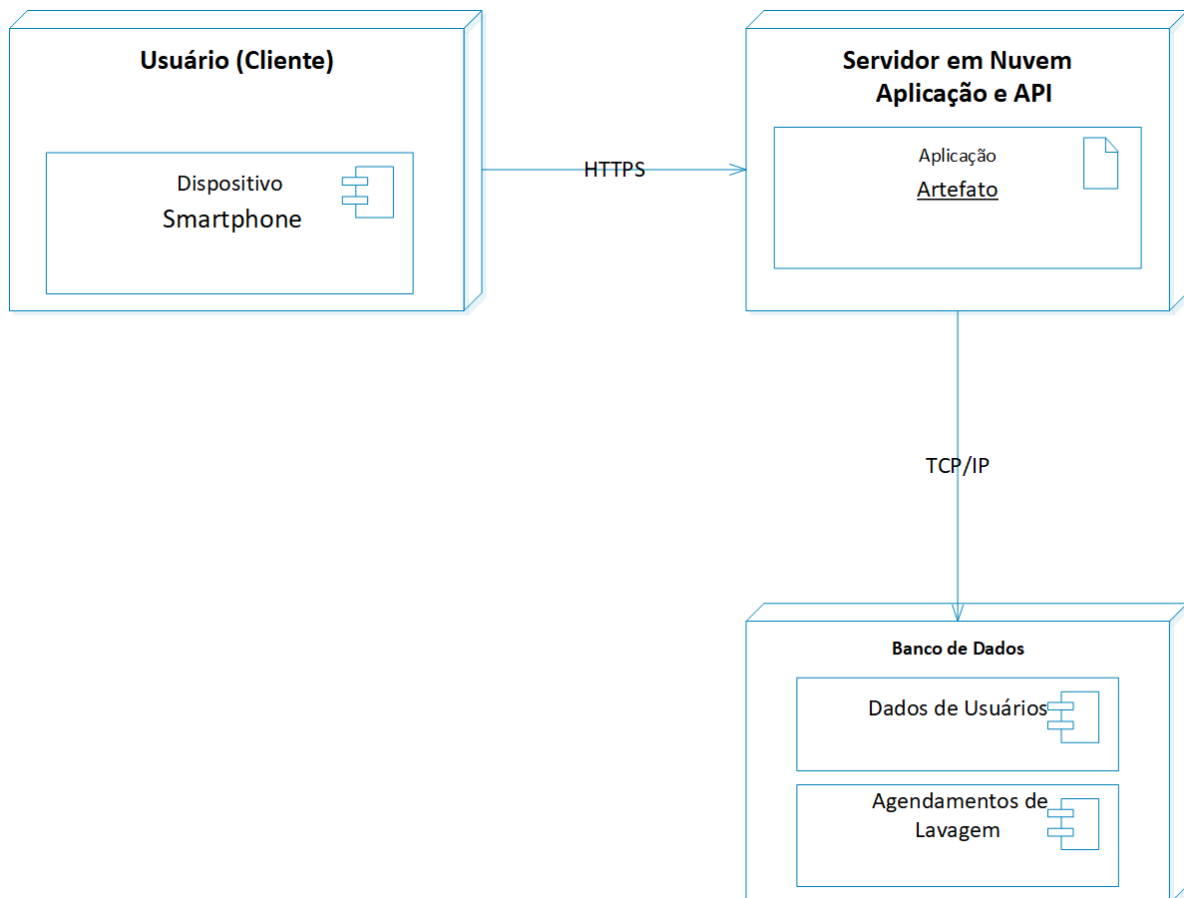 Usuário (Cliente)
Dispositivo
Smartphone
HTTPS
Servidor em Nuvem
Aplicação e API
Aplicação
Artefato
TCP/IP
Banco de Dados
Dados de Usuários
Agendamentos de
Lavagem